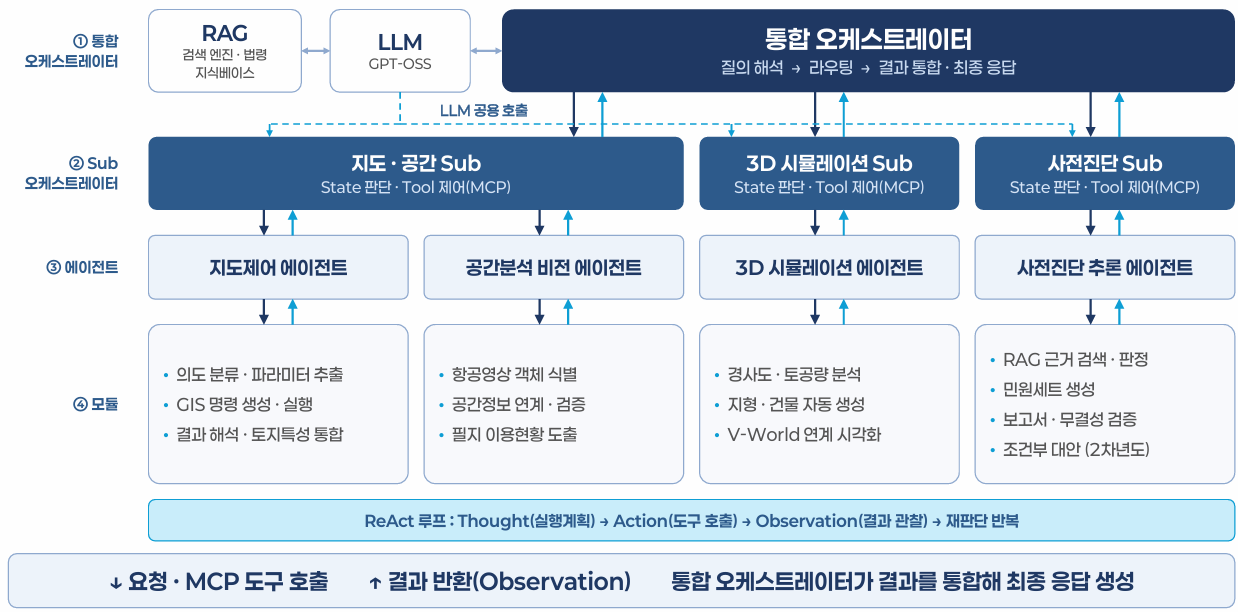 ① 통합
오케스트레이터
RAG
검색 엔진 · 법령
지식베이스
LLM
GPT-OSS
통합 오케스트레이터
질의 해석 → 라우팅 → 결과 통합 · 최종 응답
LLM 공용 호출
② Sub
오케스트레이터
지도 · 공간 Sub
State 판단 · Tool 제어(MCP)
3D 시뮬레이션 Sub
State 판단 · Tool 제어(MCP)
사전진단 Sub
State 판단 · Tool 제어(MCP)
③ 에이전트
지도제어 에이전트
공간분석 비전 에이전트
3D 시뮬레이션 에이전트
사전진단 추론 에이전트
④ 모듈
• 의도 분류 · 파라미터 추출
• GIS 명령 생성 · 실행
• 결과 해석 · 토지특성 통합
• 항공영상 객체 식별
• 공간정보 연계 · 검증
• 필지 이용현황 도출
• 경사도 · 토공량 분석
• 지형 · 건물 자동 생성
• V-World 연계 시각화
• RAG 근거 검색 · 판정
• 민원세트 생성
• 보고서 · 무결성 검증
• 조건부 대안 (2차년도)
ReAct 루프 : Thought(실행계획) → Action(도구 호출) → Observation(결과 관찰) → 재판단 반복
↓ 요청 · MCP 도구 호출 ↑ 결과 반환(Observation) 통합 오케스트레이터가 결과를 통합해 최종 응답 생성